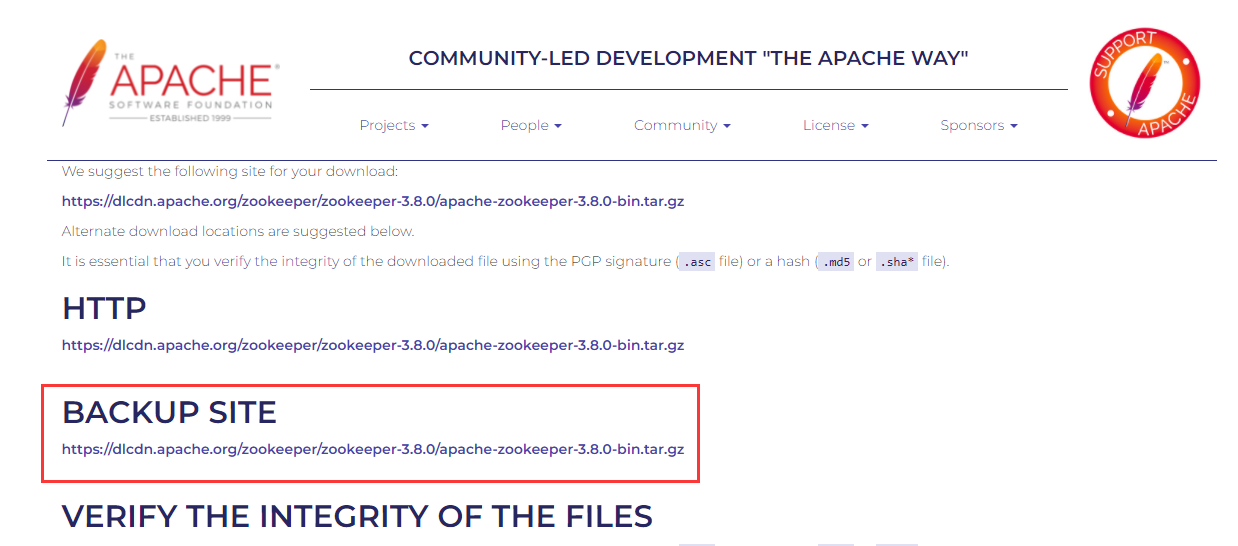 THE
APACHE®
SOFTWARE FOUNDATION
ESTABLISHED 1999
COMMUNITY-LED DEVELOPMENT "THE APACHE WAY"
SUPPORT
APACHE
Projects People Community License Sponsors
We suggest the following site for your download:
https://dlcdn.apache.org/zookeeper/zookeeper-3.8.0/apache-zookeeper-3.8.0-bin.tar.gz
Alternate download locations are suggested below.
It is essential that you verify the integrity of the downloaded file using the PGP signature ( .asc file) or a hash ( .md5 or .sha* file).
HTTP
https://dlcdn.apache.org/zookeeper/zookeeper-3.8.0/apache-zookeeper-3.8.0-bin.tar.gz
BACKUP SITE
https://dlcdn.apache.org/zookeeper/zookeeper-3.8.0/apache-zookeeper-3.8.0-bin.tar.gz
VERIFY THE INTEGRITY OF THE FILES